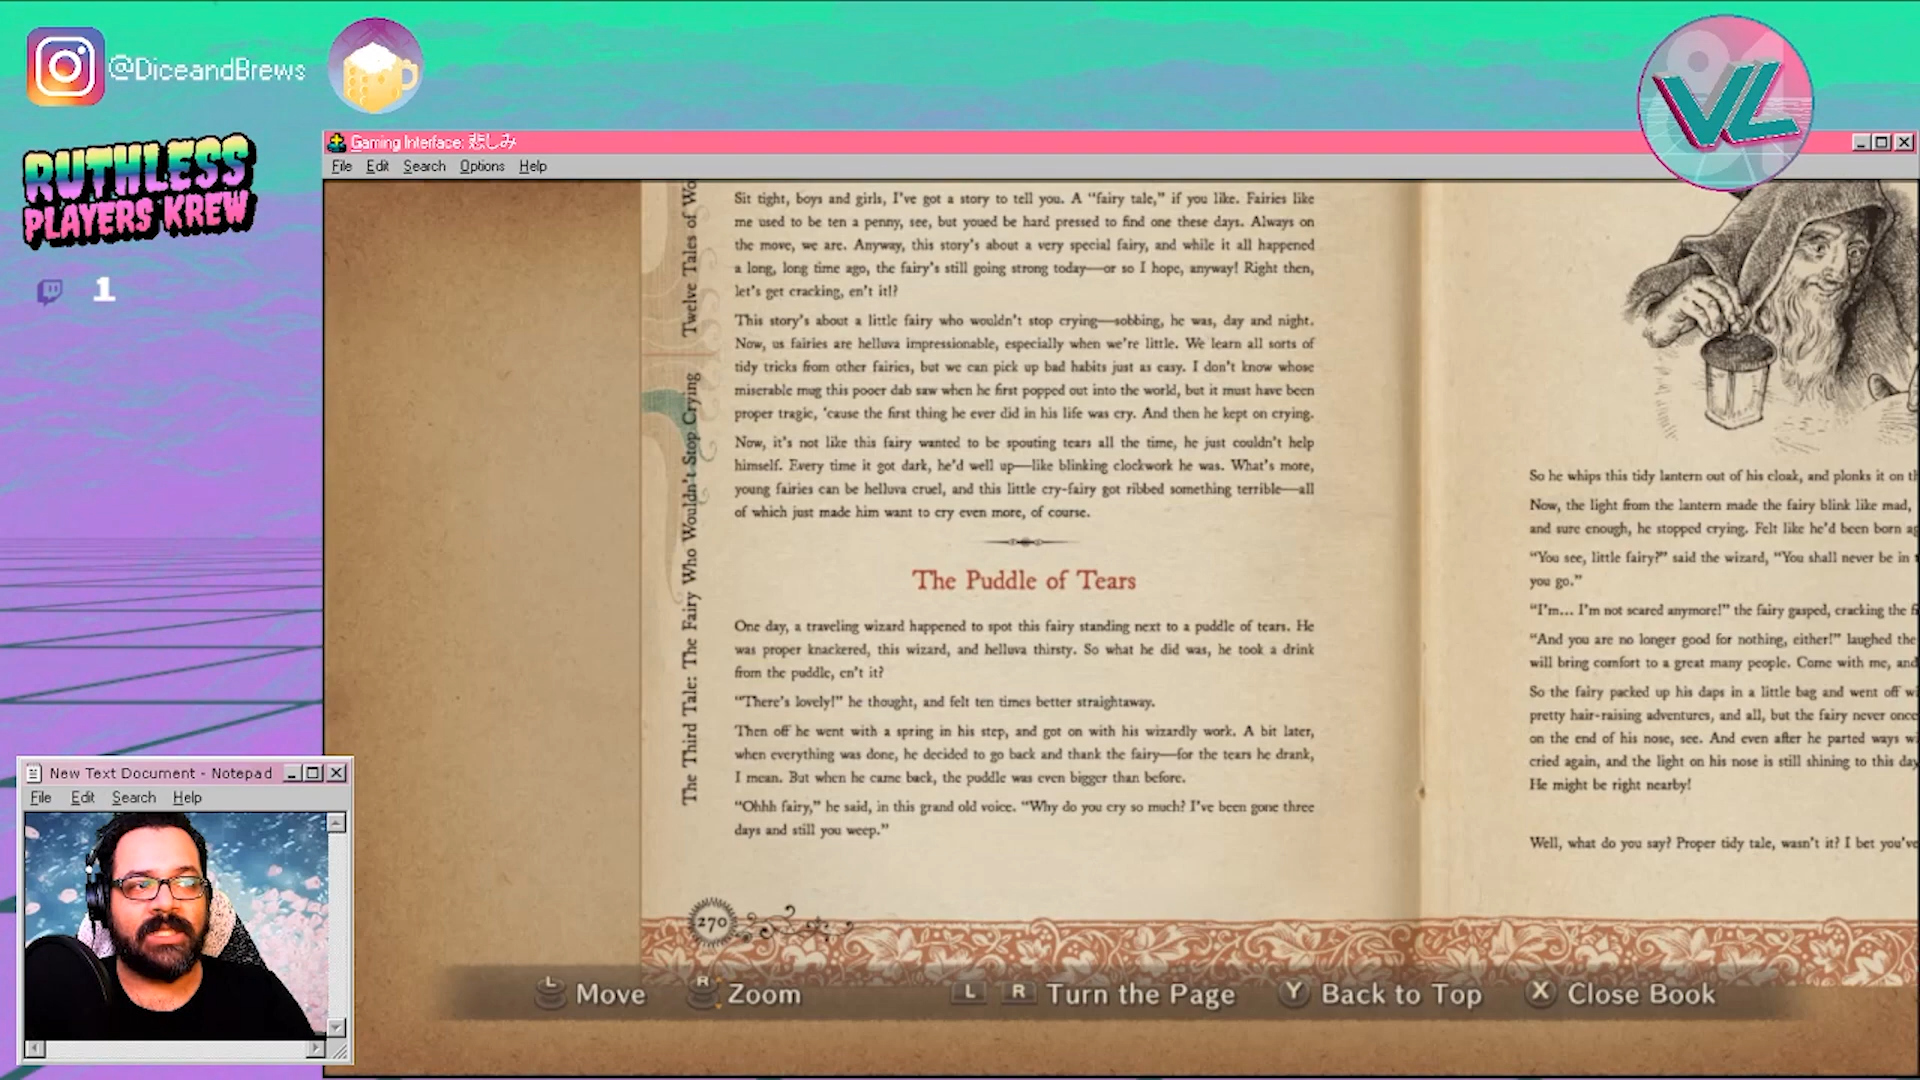 @DiceandBrews
VL
RUTHLESS
PLAYERS KREW
1
Gaming Interface: 悲しみ
File Edit Search Options Help
Twelve Tales of Wo
The Third Tale: The Fairy Who Wouldn't Stop Crying
Sit tight, boys and girls, I've got a story to tell you. A “fairy tale,” if you like. Fairies like
me used to be ten a penny, see, but youed be hard pressed to find one these days. Always on
the move, we are. Anyway, this story's about a very special fairy, and while it all happened
a long, long time ago, the fairy's still going strong today—or so I hope, anyway! Right then,
let's get cracking, en't it!?
This story's about a little fairy who wouldn't stop crying—sobbing, he was, day and night.
Now, us fairies are helluva impressionable, especially when we're little. We learn all sorts of
tidy tricks from other fairies, but we can pick up bad habits just as easy. I don't know whose
miserable mug this pooer dab saw when he first popped out into the world, but it must have been
proper tragic, 'cause the first thing he ever did in his life was cry. And then he kept on crying.
Now, it's not like this fairy wanted to be spouting tears all the time, he just couldn't help
himself. Every time it got dark, he'd well up—like blinking clockwork he was. What's more,
young fairies can be helluva cruel, and this little cry-fairy got ribbed something terrible—all
of which just made him want to cry even more, of course.
The Puddle of Tears
One day, a traveling wizard happened to spot this fairy standing next to a puddle of tears. He
was proper knackered, this wizard, and helluva thirsty. So what he did was, he took a drink
from the puddle, en't it?
“There's lovely!” he thought, and felt ten times better straightaway.
Then off he went with a spring in his step, and got on with his wizardly work. A bit later,
when everything was done, he decided to go back and thank the fairy—for the tears he drank,
I mean. But when he came back, the puddle was even bigger than before.
“Ohhh fairy,” he said, in this grand old voice. “Why do you cry so much? I've been gone three
days and still you weep.”
270
So he whips this tidy lantern out of his cloak, and plonks it on
Now, the light from the lantern made the fairy blink like mad,
and sure enough, he stopped crying. Felt like he'd been born
“You see, little fairy?” said the wizard, “You shall never be in
you go.”
“I'm... I'm not scared anymore!” the fairy gasped, cracking the
“And you are no longer good for nothing, either!” laughed the
will bring comfort to a great many people. Come with me, and
So the fairy packed up his daps in a little bag and went off
pretty hair-raising adventures, and all, but the fairy never once
on the end of his nose, see. And even after he parted ways
cried again, and the light on his nose is still shining to this day
He might be right nearby!
Well, what do you say? Proper tidy tale, wasn't it? I bet you've
L Move R Zoom L R Turn the Page Y Back to Top X Close Book
New Text Document - Notepad
File Edit Search Help